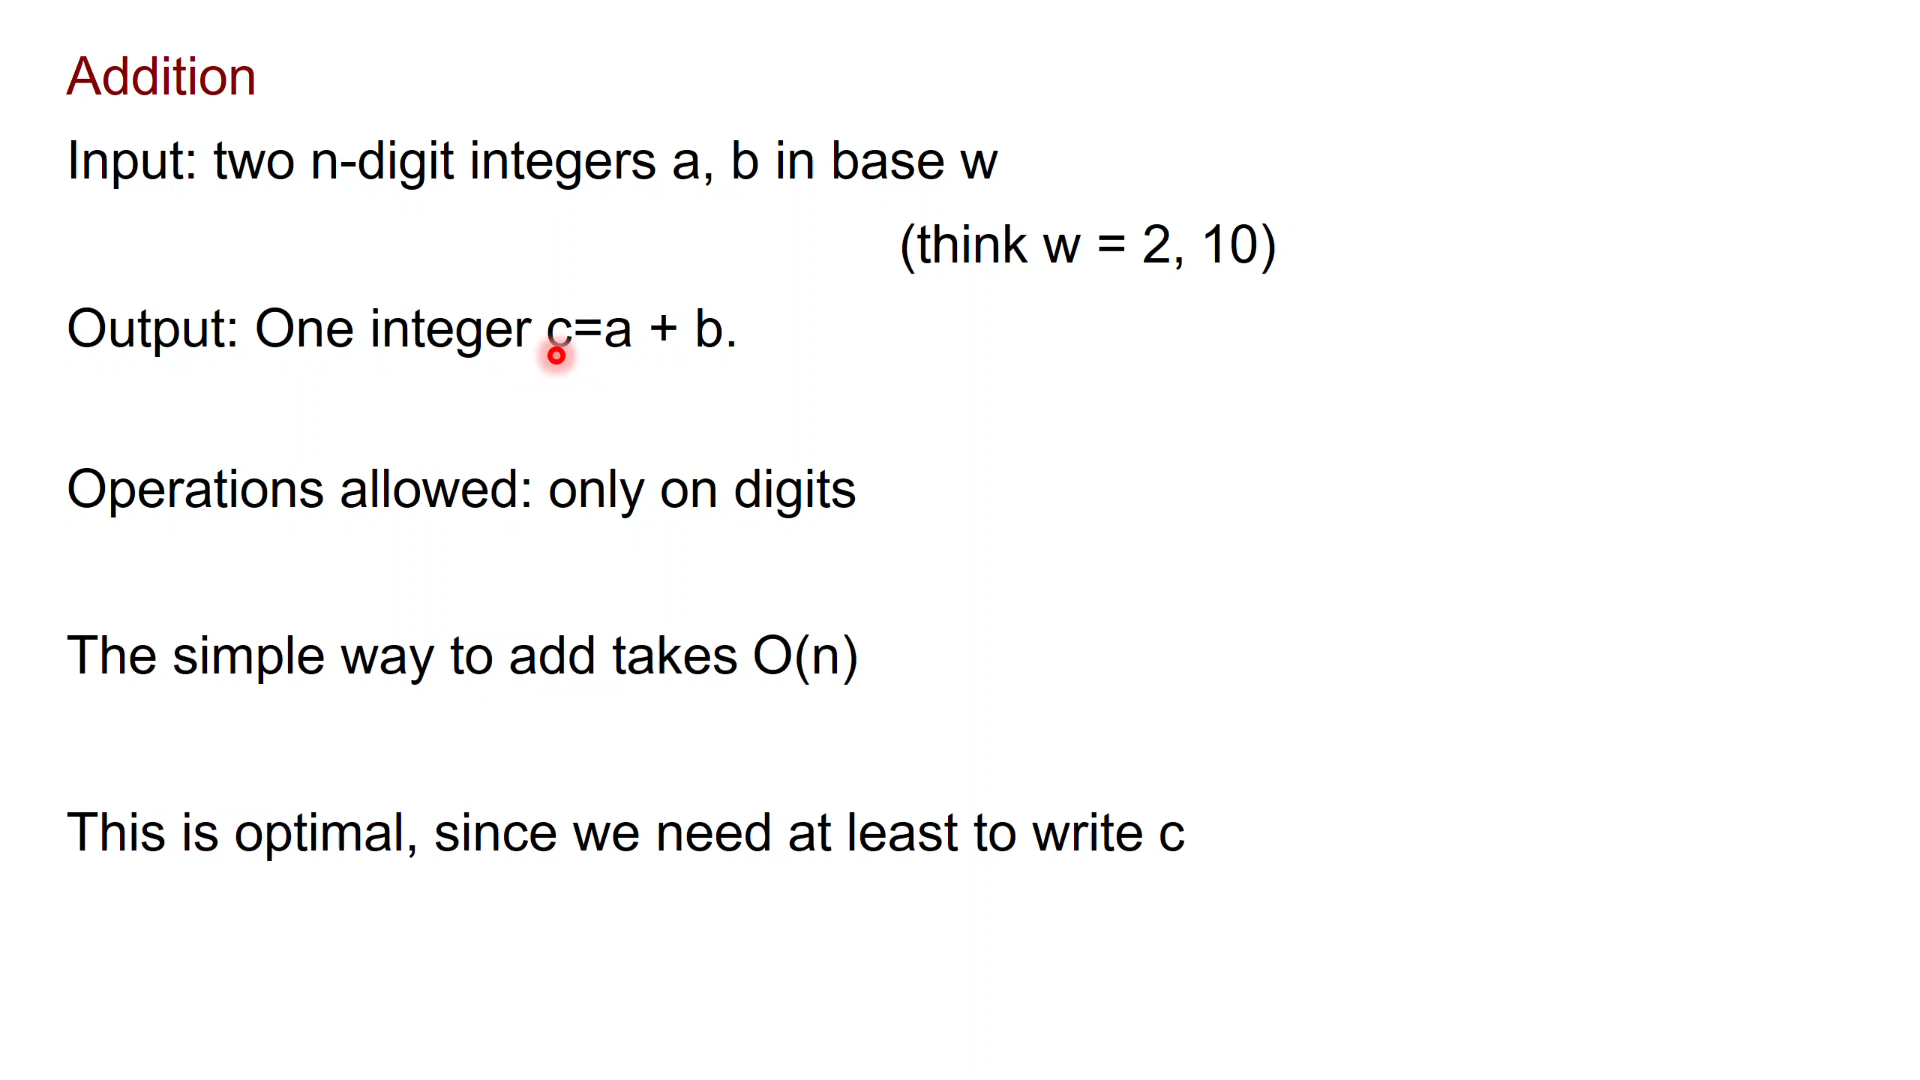 Addition
Input: two n-digit integers a, b in base w
(think w = 2, 10)
Output: One integer c=a + b.
Operations allowed: only on digits
The simple way to add takes O(n)
This is optimal, since we need at least to write c